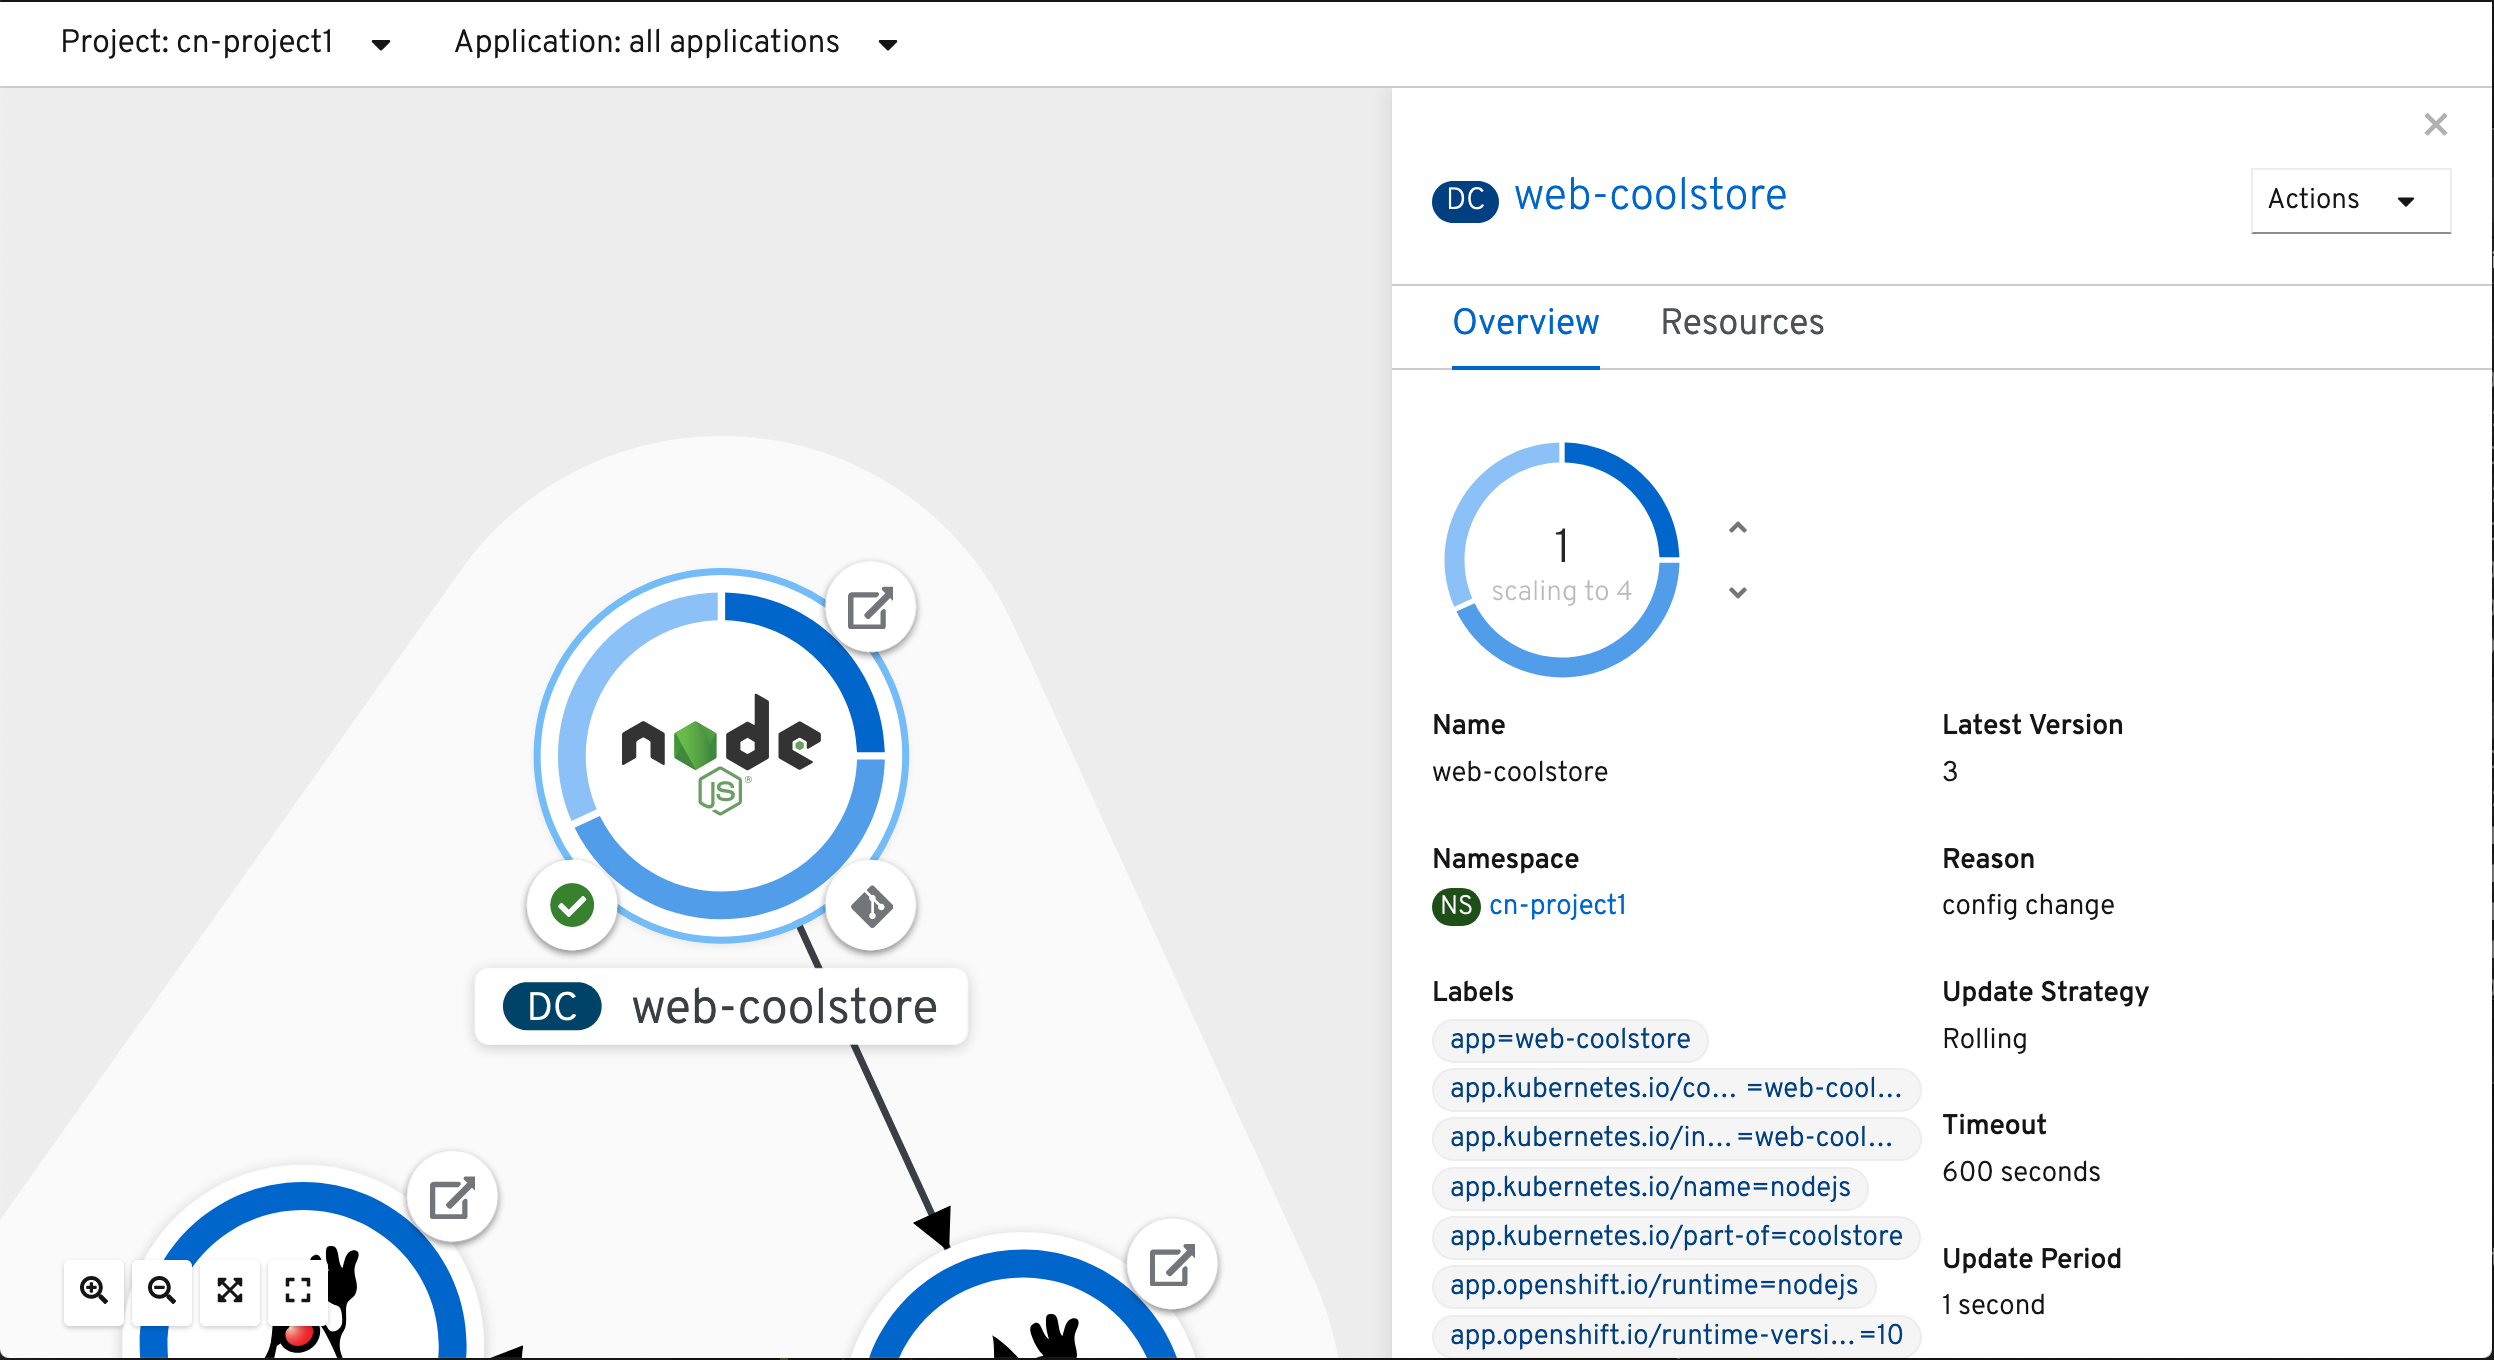 Project: cn-project1
Application: all applications
DC web-coolstore
Actions
Overview
Resources
1
scaling to 4
Name
web-coolstore
Latest Version
3
Namespace
NS cn-project1
Reason
config change
Labels
app=web-coolstore
app.kubernetes.io/co... =web-cool...
app.kubernetes.io/in... =web-cool...
app.kubernetes.io/name=nodejs
app.kubernetes.io/part-of=coolstore
app.openshift.io/runtime=nodejs
app.openshift.io/runtime-versi... =10
Update Strategy
Rolling
Timeout
600 seconds
Update Period
1 second
node
JS ®
DC web-coolstore